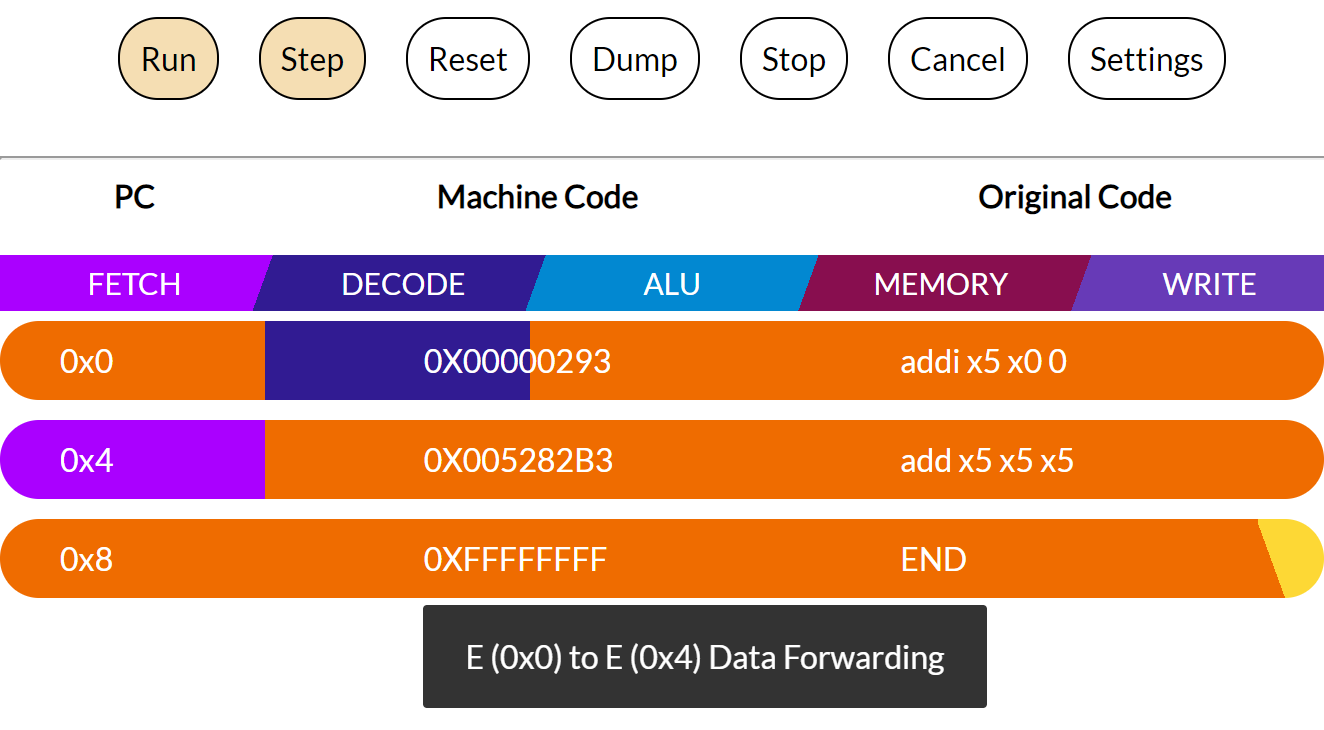 Run Step Reset Dump Stop Cancel Settings
PC Machine Code Original Code
FETCH DECODE ALU MEMORY WRITE
0x0 0X00000293 addi x5 x0 0
0x4 0X005282B3 add x5 x5 x5
0x8 0XFFFFFFFF END
E (0x0) to E (0x4) Data Forwarding